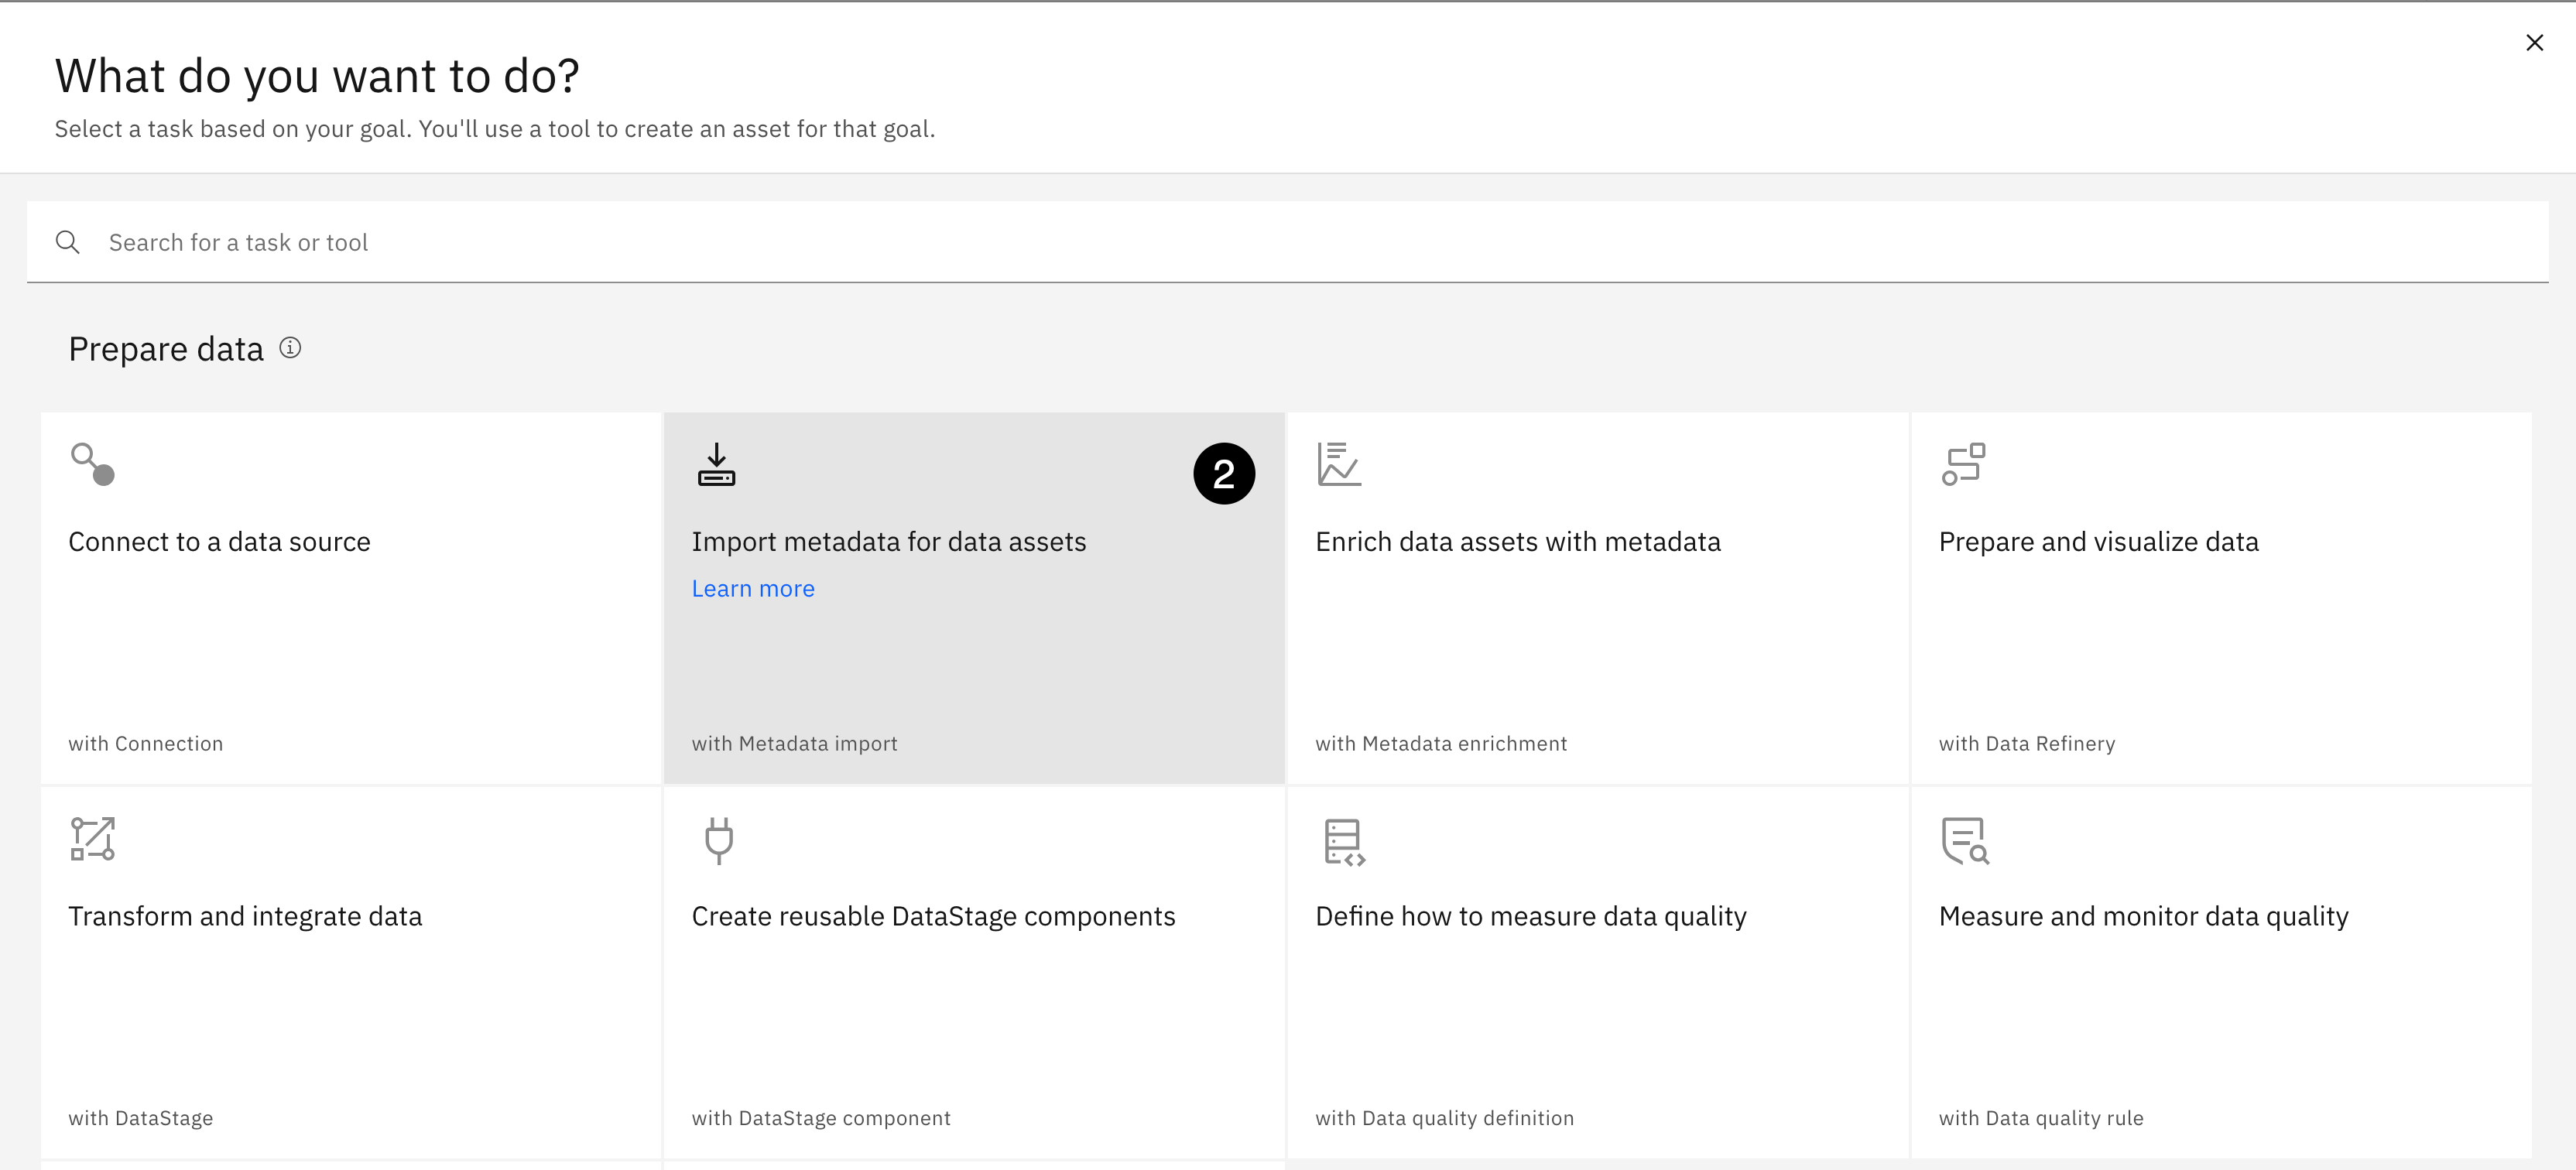 What do you want to do?
Select a task based on your goal. You'll use a tool to create an asset for that goal.
Search for a task or tool
Prepare data
2
Connect to a data source
Import metadata for data assets
Enrich data assets with metadata
Prepare and visualize data
Learn more
with Connection
with Metadata import
with Metadata enrichment
with Data Refinery
Transform and integrate data
Create reusable DataStage components
Define how to measure data quality
Measure and monitor data quality
with DataStage
with DataStage component
with Data quality definition
with Data quality rule